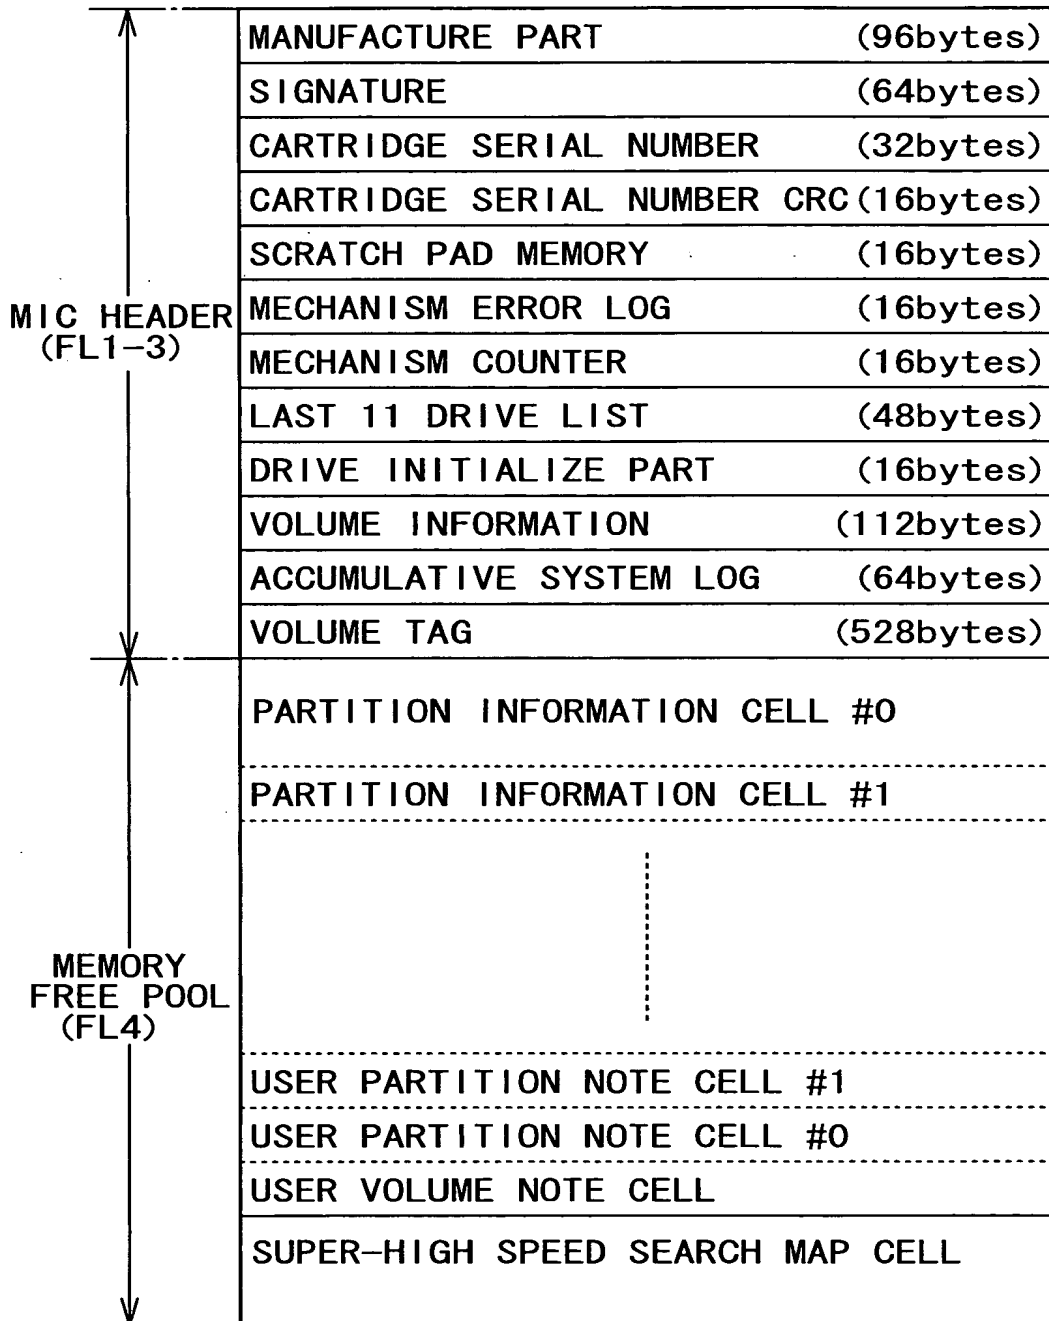 MANUFACTURE PART (96bytes)
SIGNATURE (64bytes)
CARTRIDGE SERIAL NUMBER (32bytes)
CARTRIDGE SERIAL NUMBER CRC (16bytes)
SCRATCH PAD MEMORY (16bytes)
MIC HEADER
(FL1-3)
MECHANISM ERROR LOG (16bytes)
MECHANISM COUNTER (16bytes)
LAST 11 DRIVE LIST (48bytes)
DRIVE INITIALIZE PART (16bytes)
VOLUME INFORMATION (112bytes)
ACCUMULATIVE SYSTEM LOG (64bytes)
VOLUME TAG (528bytes)
PARTITION INFORMATION CELL #0
PARTITION INFORMATION CELL #1
MEMORY
FREE POOL
(FL4)
USER PARTITION NOTE CELL #1
USER PARTITION NOTE CELL #0
USER VOLUME NOTE CELL
SUPER-HIGH SPEED SEARCH MAP CELL